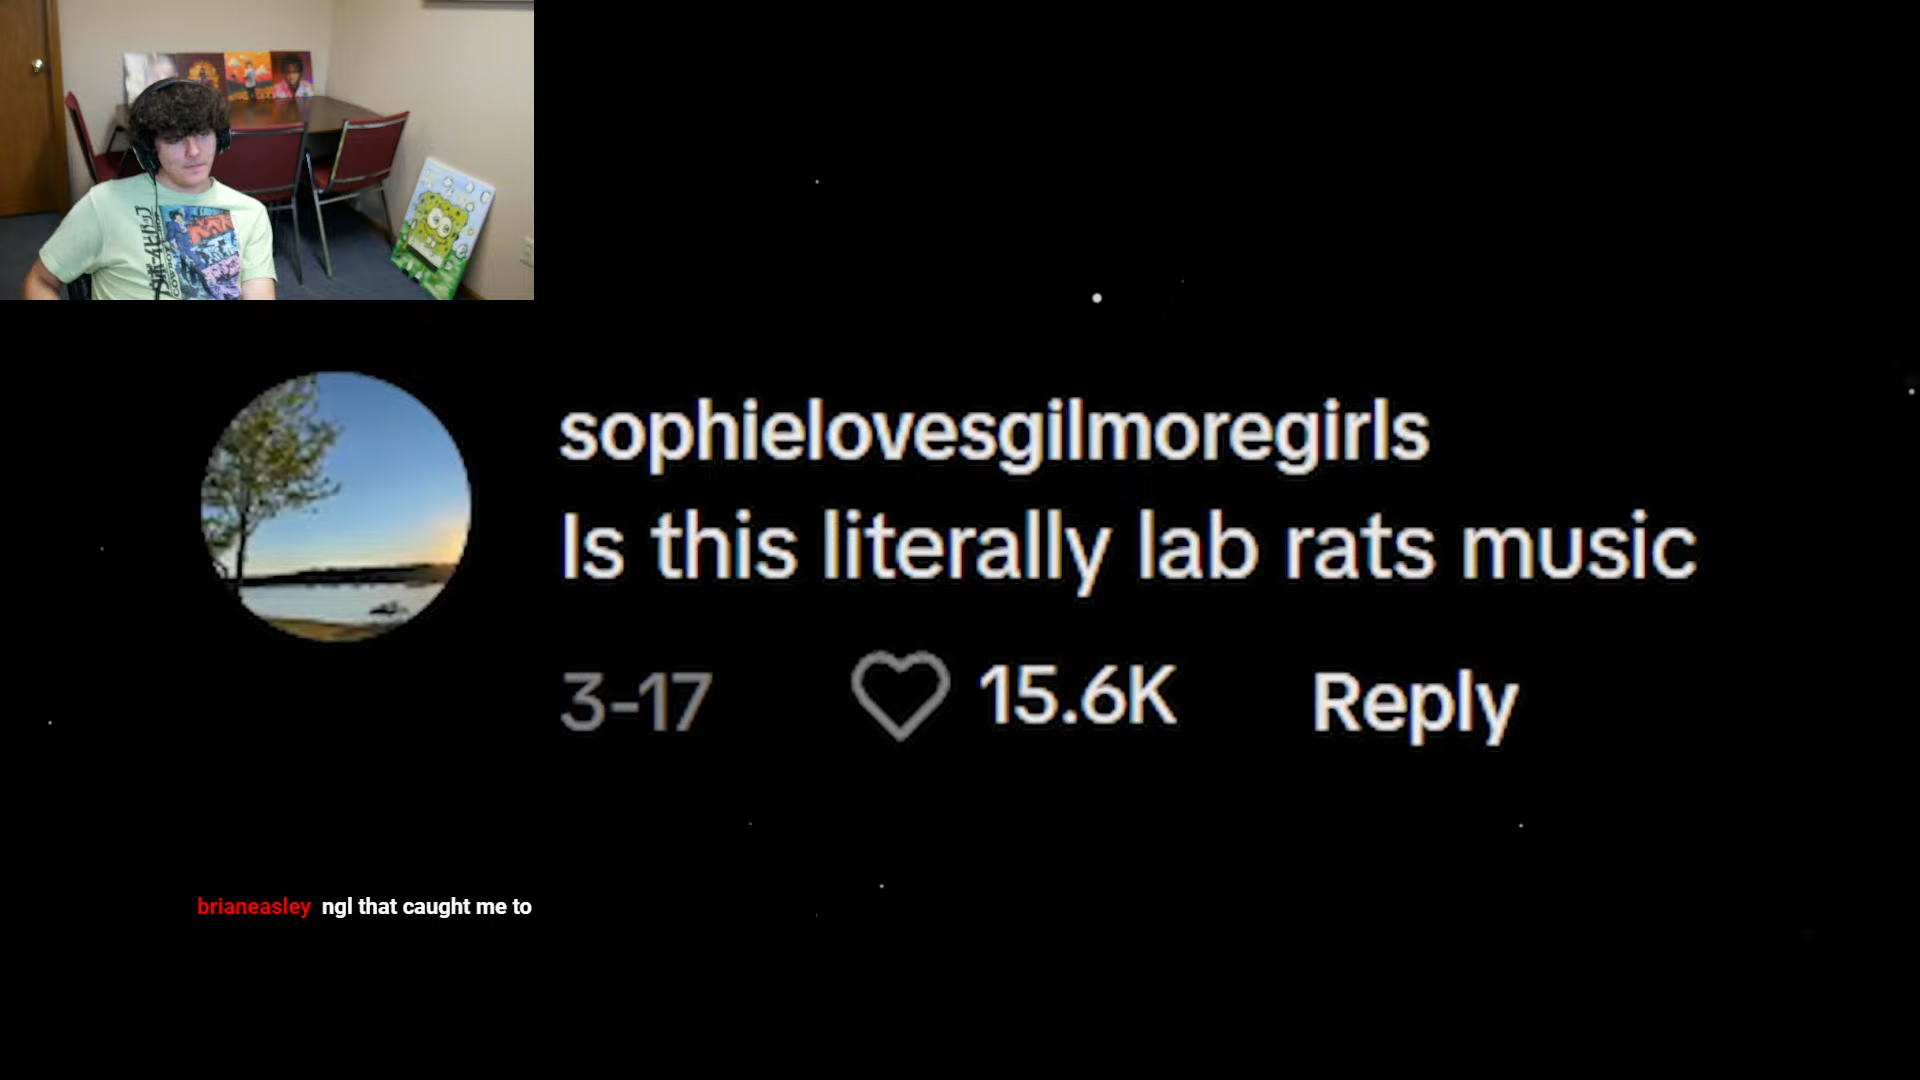 sophielovesgilmoregirls
Is this literally lab rats music
3-17
15.6K
Reply
brianeasley ngl that caught me to